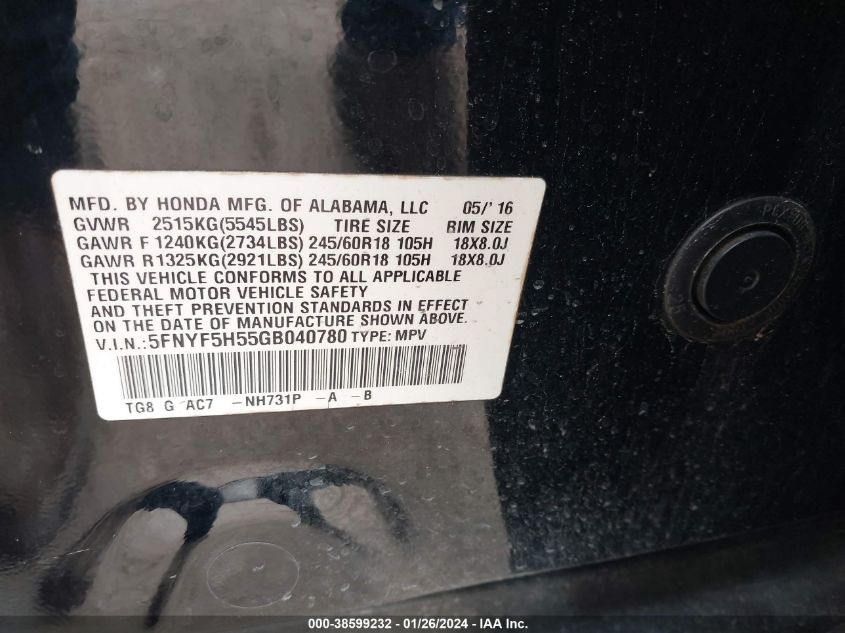 MFD. BY HONDA MFG. OF ALABAMA, LLC 05/'16
GVWR 2515KG(5545LBS) TIRE SIZE RIM SIZE
GAWR F 1240KG(2734LBS) 245/60R18 105H 18X8.0J
GAWR R1325KG(2921LBS) 245/60R18 105H 18X8.0J
THIS VEHICLE CONFORMS TO ALL APPLICABLE
FEDERAL MOTOR VEHICLE SAFETY
AND THEFT PREVENTION STANDARDS IN EFFECT
ON THE DATE OF MANUFACTURE SHOWN ABOVE.
V.I.N.:5FNYF5H55GB040780 TYPE: MPV
TG8 G AC7 -NH731P -A -B
000-38599232 - 01/26/2024 - IAA Inc.